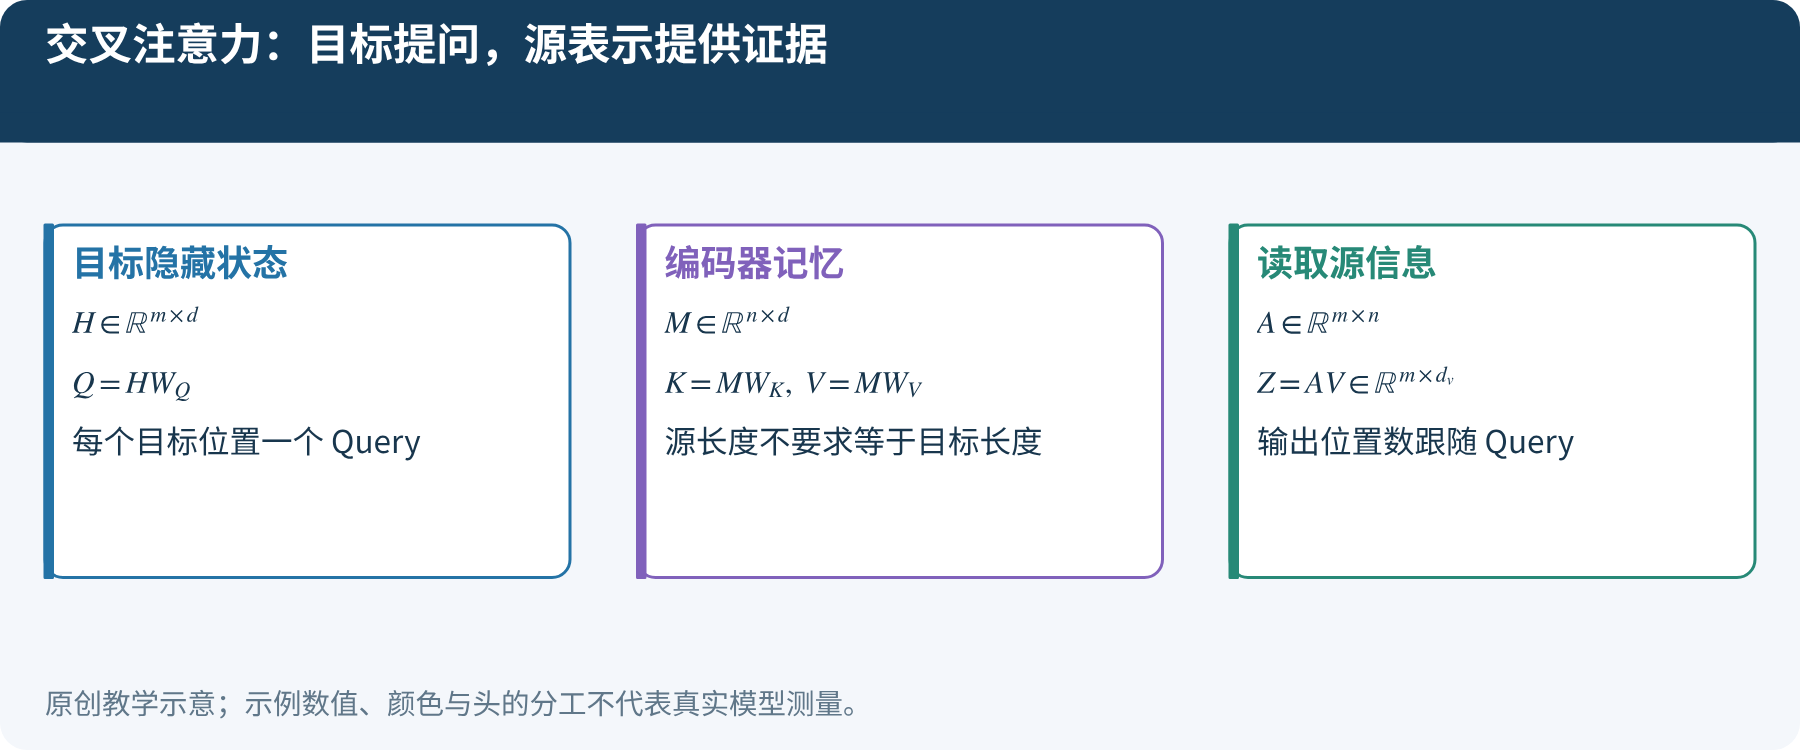 交叉注意力：目标提问，源表示提供证据
目标隐藏状态
H ∈ ℝ^{m×d}
Q = HW_Q
每个目标位置一个 Query
编码器记忆
M ∈ ℝ^{n×d}
K = MW_K, V = MW_V
源长度不要求等于目标长度
读取源信息
A ∈ ℝ^{m×n}
Z = AV ∈ ℝ^{m×d_v}
输出位置数跟随 Query
原创教学示意；示例数值、颜色与头的分工不代表真实模型测量。